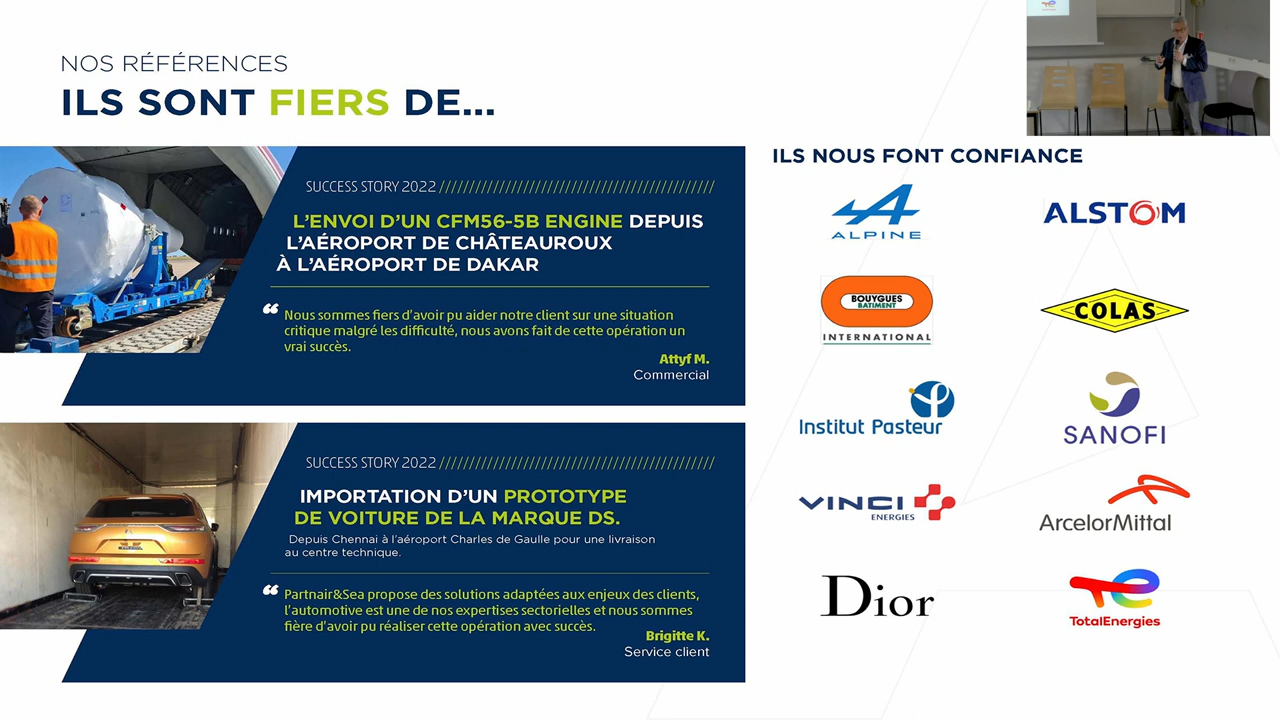 NOS RÉFÉRENCES
ILS SONT FIERS DE...
SUCCESS STORY 2022
L'ENVOI D'UN CFM56-5B ENGINE DEPUIS
L'AÉROPORT DE CHÂTEAUROUX
À L'AÉROPORT DE DAKAR
“ Nous sommes fiers d'avoir pu aider notre client sur une situation
critique malgré les difficulté, nous avons fait de cette opération un
vrai succès.
Attyf M.
Commercial
SUCCESS STORY 2022
IMPORTATION D'UN PROTOTYPE
DE VOITURE DE LA MARQUE DS.
Depuis Chennai à l'aéroport Charles de Gaulle pour une livraison
au centre technique.
“ Partnair&Sea propose des solutions adaptées aux enjeux des clients,
l'automotive est une de nos expertises sectorielles et nous sommes
fière d'avoir pu réaliser cette opération avec succès.
Brigitte K.
Service client
ILS NOUS FONT CONFIANCE
ALPINE
ALSTOM
BOUYGUES
BATIMENT
INTERNATIONAL
COLAS
Institut Pasteur
SANOFI
VINCI
ENERGIES
ArcelorMittal
Dior
TotalEnergies